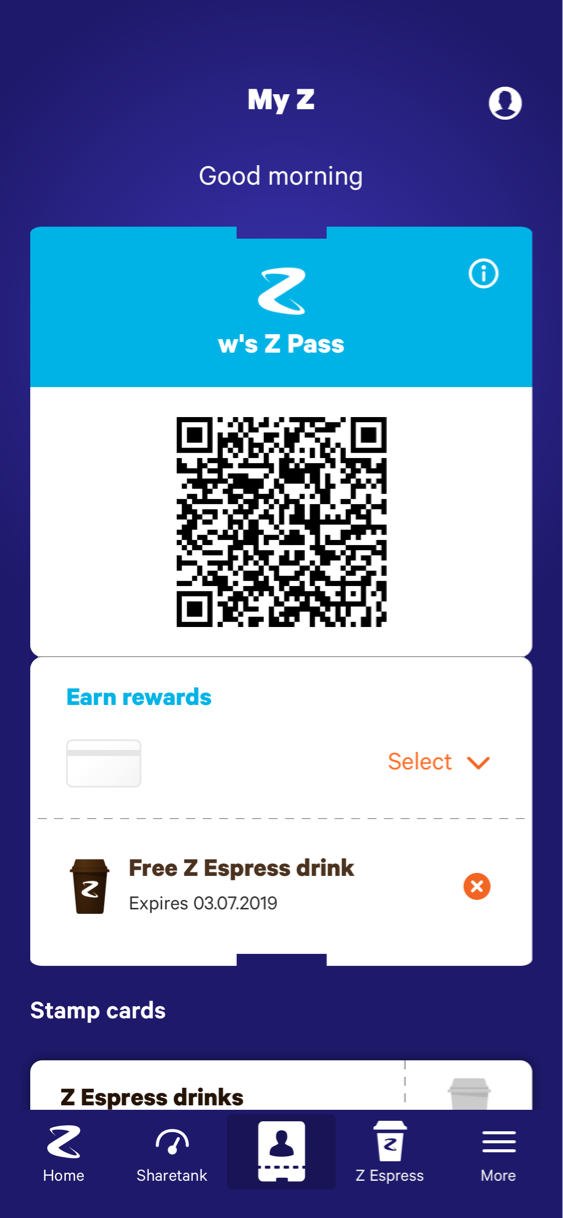 My Z
Good morning
w's Z Pass
Earn rewards
Select
Free Z Espress drink
Expires 03.07.2019
Stamp cards
Z Espress drinks
Home
Sharetank
Z Espress
More